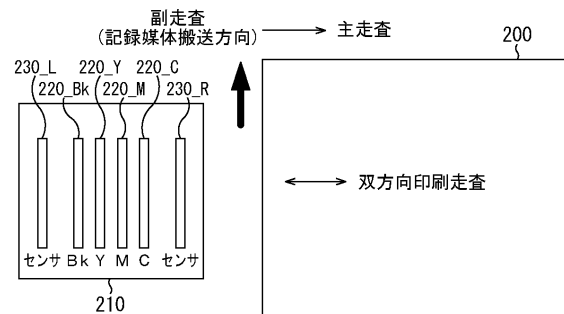 副走査
(記録媒体搬送方向)
主走査
200
230_L
220_Y
220_C
220_Bk
220_M
230_R
双方向印刷走査
センサ
Bk
Y
M
C
センサ
210